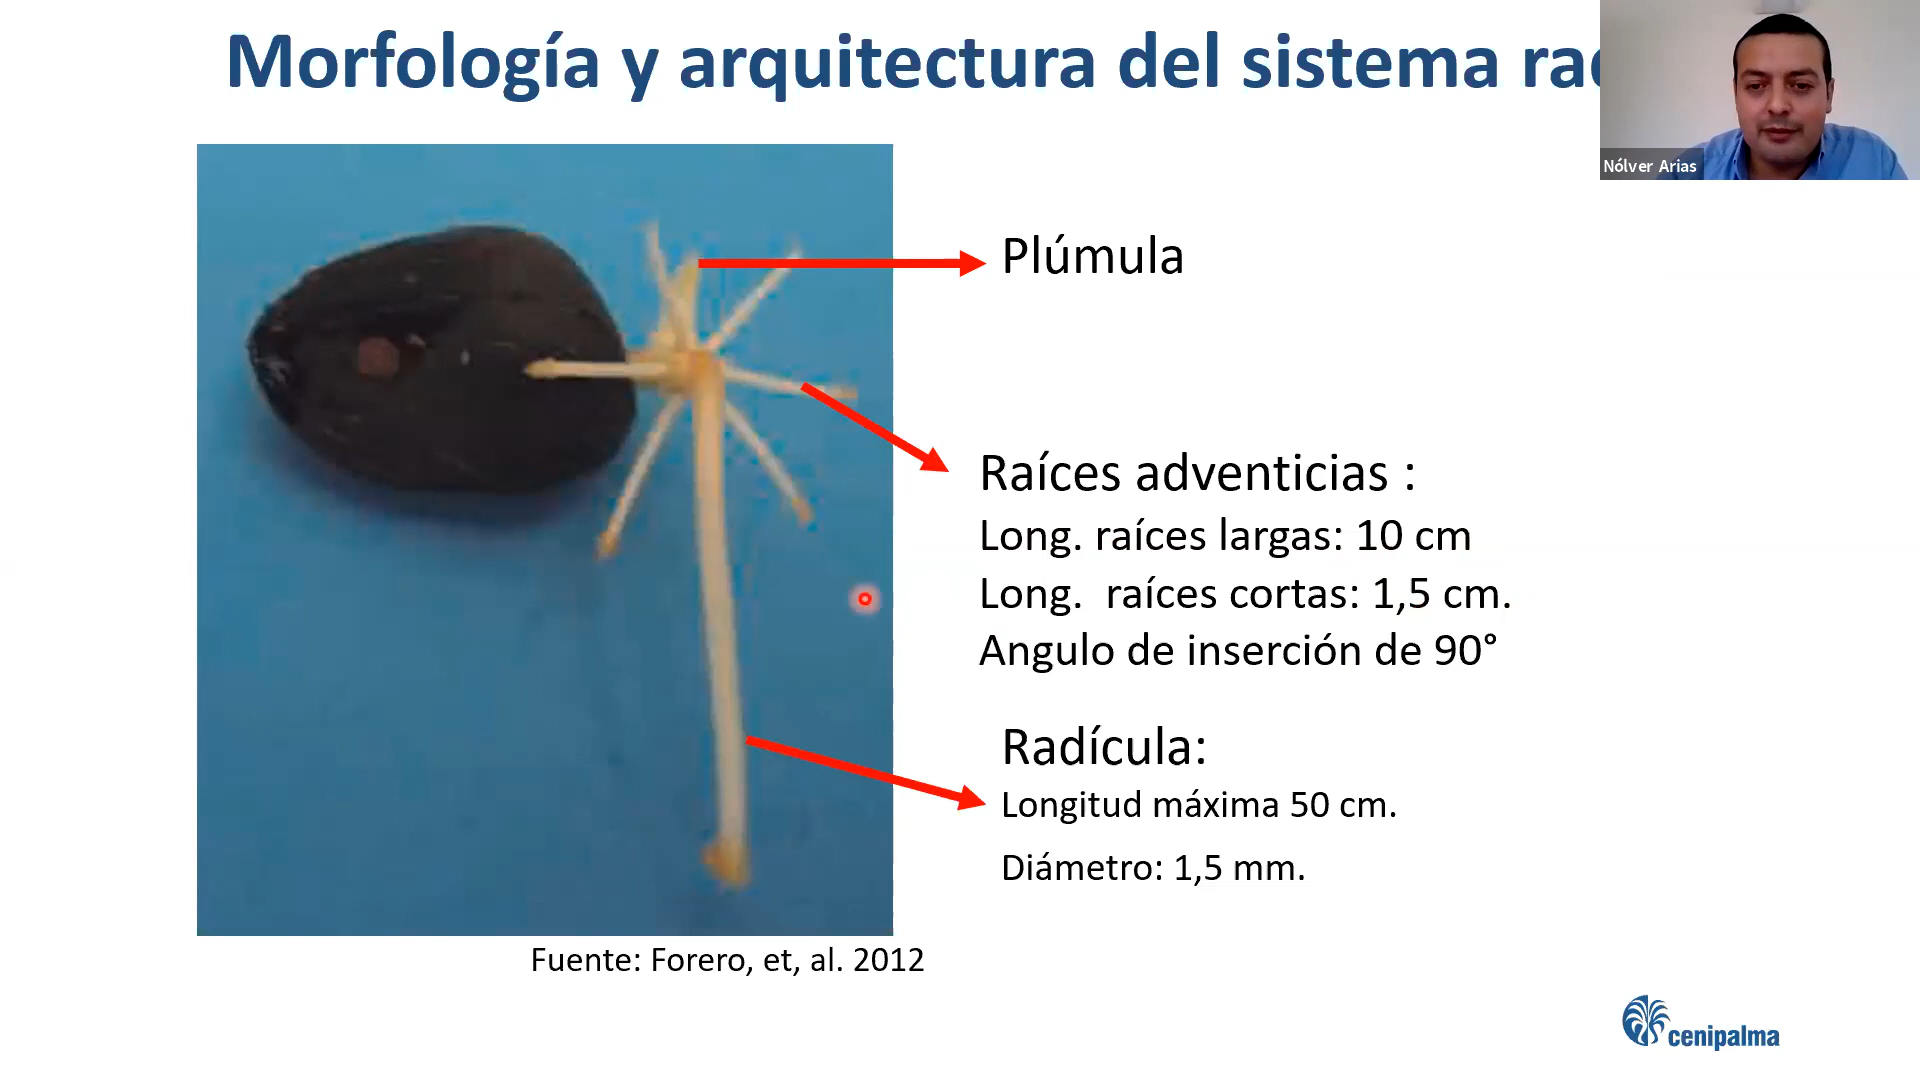 Morfología y arquitectura del sistema
Nólver Arias
Plúmula
Raíces adventicias :
Long. raíces largas: 10 cm
Long. raíces cortas: 1,5 cm.
Angulo de inserción de 90°
Radícula:
Longitud máxima 50 cm.
Diámetro: 1,5 mm.
Fuente: Forero, et, al. 2012
cenipalma